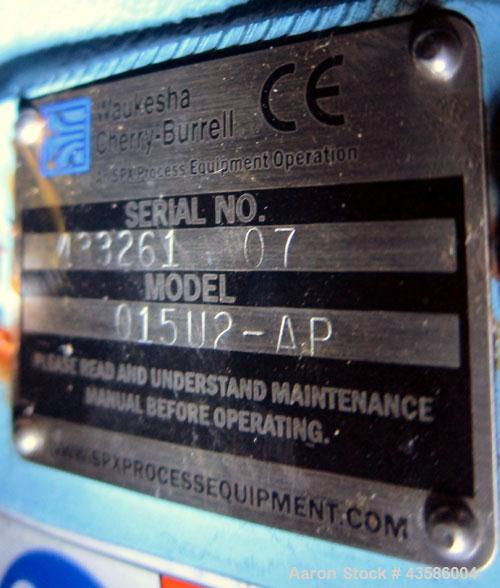 Waukesha
Cherry-Burrell
CE
An SPX Process Equipment Operation
SERIAL NO.
07
MODEL
015U2-AP
PLEASE READ AND UNDERSTAND MAINTENANCE
MANUAL BEFORE OPERATING.
WWW.SPXPROCESSEQUIPMENT.COM
Aaron Stock # 43586004